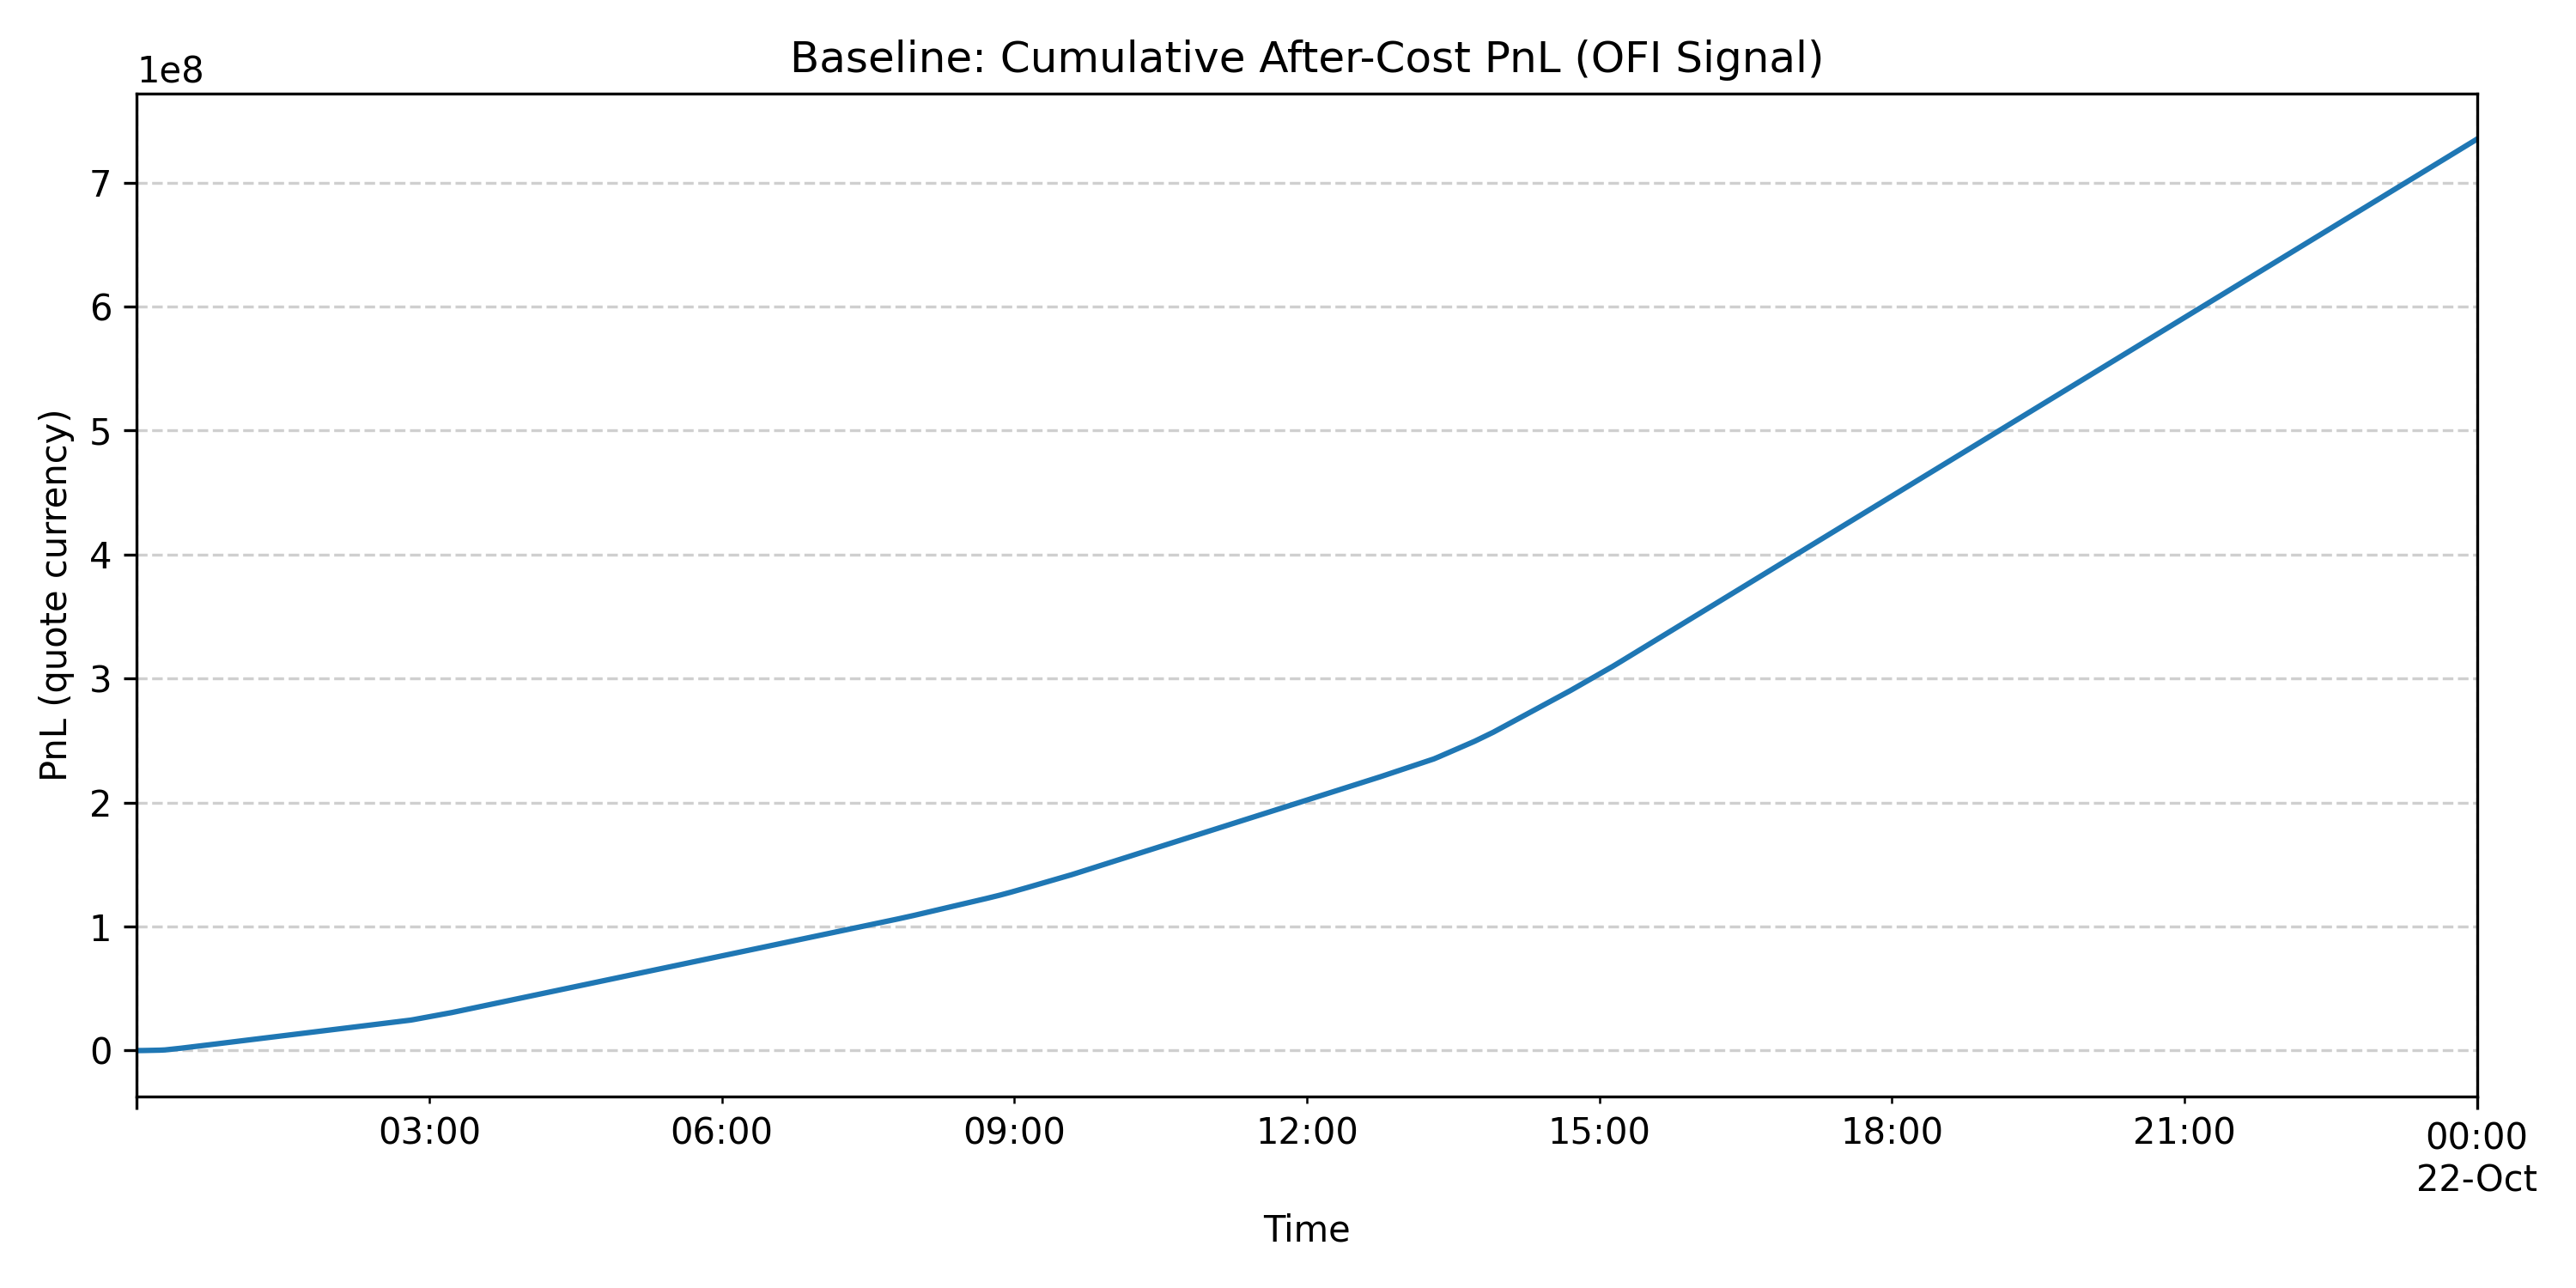 Baseline: Cumulative After-Cost PnL (OFI Signal)
1e8
7
6
5
4
3
2
1
0
PnL (quote currency)
03:00 06:00 09:00 12:00 15:00 18:00 21:00 00:00
22-Oct
Time